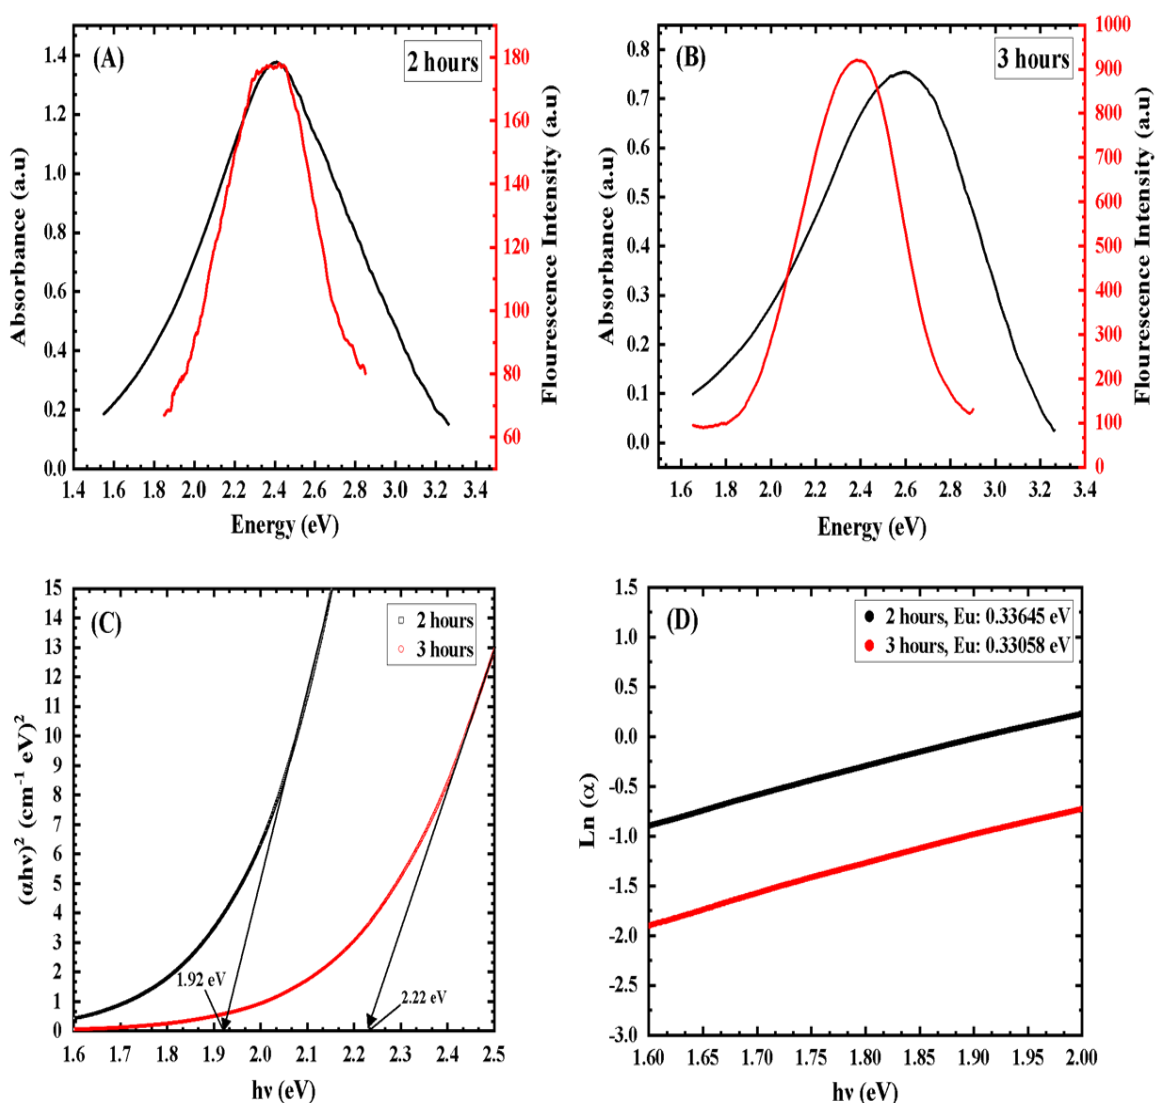 (A)
2 hours
Absorbance (a.u)
1.4
1.2
1.0
0.8
0.6
0.4
0.2
0.0
1.4 1.6 1.8 2.0 2.2 2.4 2.6 2.8 3.0 3.2 3.4
Energy (eV)
180
160
140
120
100
80
60
Flourescence Intensity (a.u)
(B)
3 hours
Absorbance (a.u)
0.8
0.7
0.6
0.5
0.4
0.3
0.2
0.1
0.0
1.6 1.8 2.0 2.2 2.4 2.6 2.8 3.0 3.2 3.4
Energy (eV)
1000
900
800
700
600
500
400
300
200
100
0
Flourescence Intensity (a.u)
(C)
2 hours
3 hours
(αhν)² (cm⁻¹ eV)²
15
14
13
12
11
10
9
8
7
6
5
4
3
2
1
0
1.92 eV
2.22 eV
1.6 1.7 1.8 1.9 2.0 2.1 2.2 2.3 2.4 2.5
hν (eV)
(D)
2 hours, Eu: 0.33645 eV
3 hours, Eu: 0.33058 eV
Ln (α)
1.5
1.0
0.5
0.0
-0.5
-1.0
-1.5
-2.0
-2.5
-3.0
1.60 1.65 1.70 1.75 1.80 1.85 1.90 1.95 2.00
hν (eV)